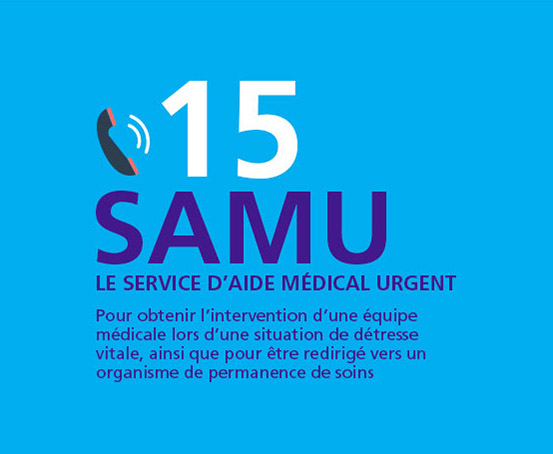 15
SAMU
LE SERVICE D'AIDE MÉDICAL URGENT
Pour obtenir l'intervention d'une équipe
médicale lors d'une situation de détresse
vitale, ainsi que pour être redirigé vers un
organisme de permanence de soins